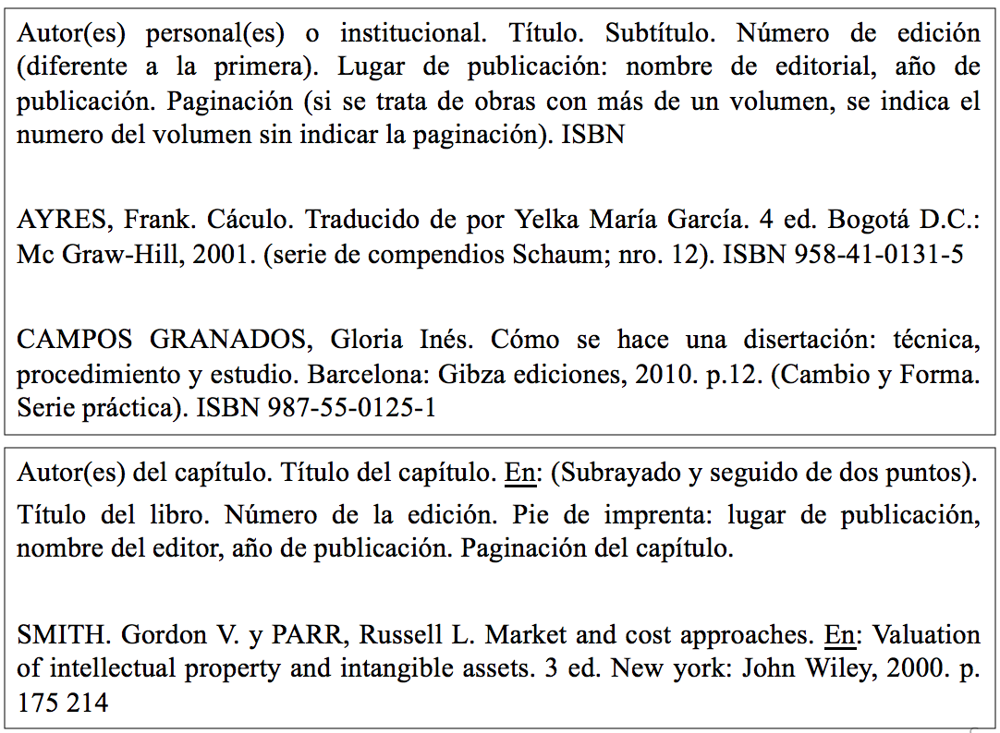 Autor(es) personal(es) o institucional. Título. Subtítulo. Número de edición
(diferente a la primera). Lugar de publicación: nombre de editorial, año de
publicación. Paginación (si se trata de obras con más de un volumen, se indica el
numero del volumen sin indicar la paginación). ISBN
AYRES, Frank. Cáculo. Traducido de por Yelka María García. 4 ed. Bogotá D.C.:
Mc Graw-Hill, 2001. (serie de compendios Schaum; nro. 12). ISBN 958-41-0131-5
CAMPOS GRANADOS, Gloria Inés. Cómo se hace una disertación: técnica,
procedimiento y estudio. Barcelona: Gibza ediciones, 2010. p.12. (Cambio y Forma.
Serie práctica). ISBN 987-55-0125-1
Autor(es) del capítulo. Título del capítulo. En: (Subrayado y seguido de dos puntos).
Título del libro. Número de la edición. Pie de imprenta: lugar de publicación,
nombre del editor, año de publicación. Paginación del capítulo.
SMITH. Gordon V. y PARR, Russell L. Market and cost approaches. En: Valuation
of intellectual property and intangible assets. 3 ed. New york: John Wiley, 2000. p.
175 214